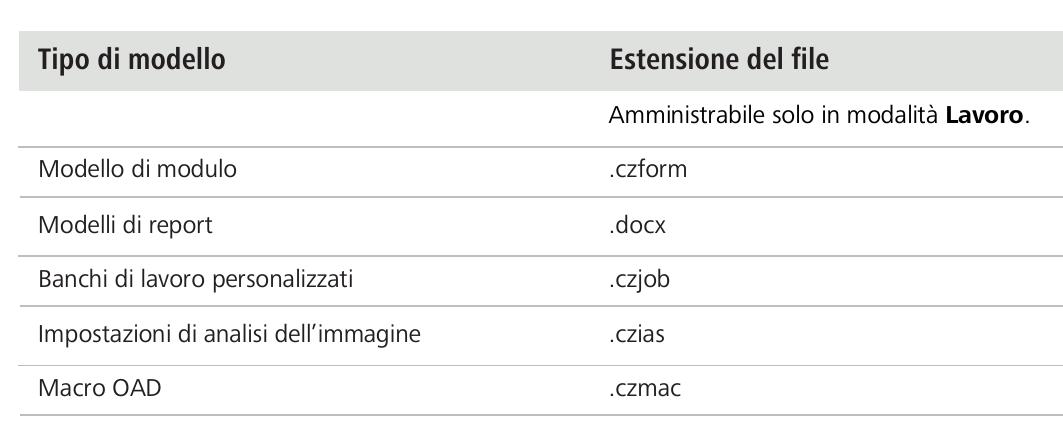 Tipo di modello Estensione del file
Amministrabile solo in modalità Lavoro.
Modello di modulo .czform
Modelli di report .docx
Banchi di lavoro personalizzati .czjob
Impostazioni di analisi dell’immagine .czias
Macro OAD .czmac